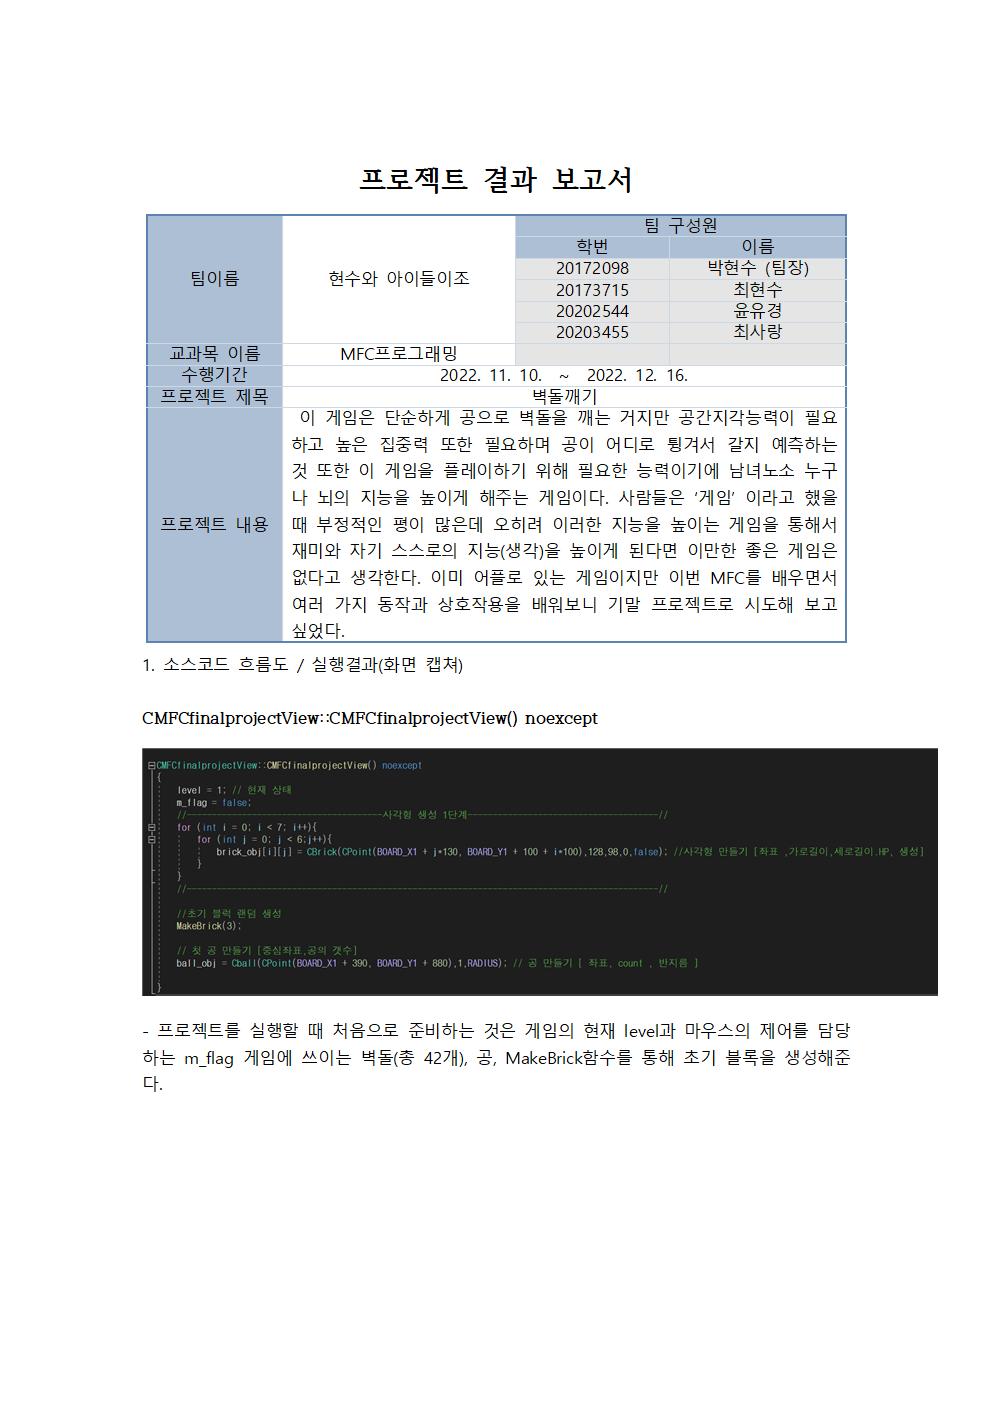 프로젝트 결과 보고서
팀이름
현수와 아이들이조
팀 구성원
학번 이름
20172098 박현수 (팀장)
20173715 최현수
20202544 윤유경
20203455 최사랑
교과목 이름 MFC프로그래밍
수행기간 2022. 11. 10. ~ 2022. 12. 16.
프로젝트 제목 벽돌깨기
프로젝트 내용
이 게임은 단순하게 공으로 벽돌을 깨는 거지만 공간지각능력이 필요
하고 높은 집중력 또한 필요하며 공이 어디로 튕겨서 갈지 예측하는
것 또한 이 게임을 플레이하기 위해 필요한 능력이기에 남녀노소 누구
나 뇌의 지능을 높이게 해주는 게임이다. 사람들은 ‘게임’ 이라고 했을
때 부정적인 평이 많은데 오히려 이러한 지능을 높이는 게임을 통해서
재미와 자기 스스로의 지능(생각)을 높이게 된다면 이만한 좋은 게임은
없다고 생각한다. 이미 어플로 있는 게임이지만 이번 MFC를 배우면서
여러 가지 동작과 상호작용을 배워보니 기말 프로젝트로 시도해 보고
싶었다.
1. 소스코드 흐름도 / 실행결과(화면 캡쳐)
CMFCfinalprojectView::CMFCfinalprojectView() noexcept
CMFCfinalprojectView::CMFCfinalprojectView() noexcept
{
level = 1; // 현재 상태
m_flag = false;
//---------------------------------------사각형 생성 1단계---------------------------------------//
for (int i = 0; i < 7; i++){
for (int j = 0; j < 6;j++){
brick_obj[i][j] = CBrick(CPoint(BOARD_X1 + j*130, BOARD_Y1 + 100 + i*100),128,98,0,false); //사각형 만들기 [좌표 ,가로길이,세로길이.HP, 생성]
}
}
//-----------------------------------------------------------------------------------------------//
//초기 블럭 랜덤 생성
MakeBrick(3);
// 첫 공 만들기 [중심좌표,공의 갯수]
ball_obj = Cball(CPoint(BOARD_X1 + 390, BOARD_Y1 + 880),1,RADIUS); // 공 만들기 [ 좌표, count , 반지름 ]
}
- 프로젝트를 실행할 때 처음으로 준비하는 것은 게임의 현재 level과 마우스의 제어를 담당
하는 m_flag 게임에 쓰이는 벽돌(총 42개), 공, MakeBrick함수를 통해 초기 블록을 생성해준
다.